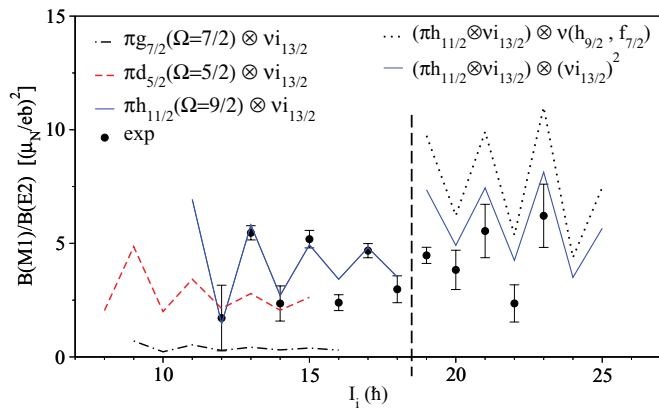 15
πg7/2(Ω=7/2) ⊗ νi13/2
πd5/2(Ω=5/2) ⊗ νi13/2
πh11/2(Ω=9/2) ⊗ νi13/2
exp
(πh11/2⊗νi13/2) ⊗ ν(h9/2 , f7/2)
(πh11/2⊗νi13/2) ⊗ (νi13/2)²
10
5
0
B(M1)/B(E2) [(μN/eb)²]
10 15 20 25
Ii(ħ)